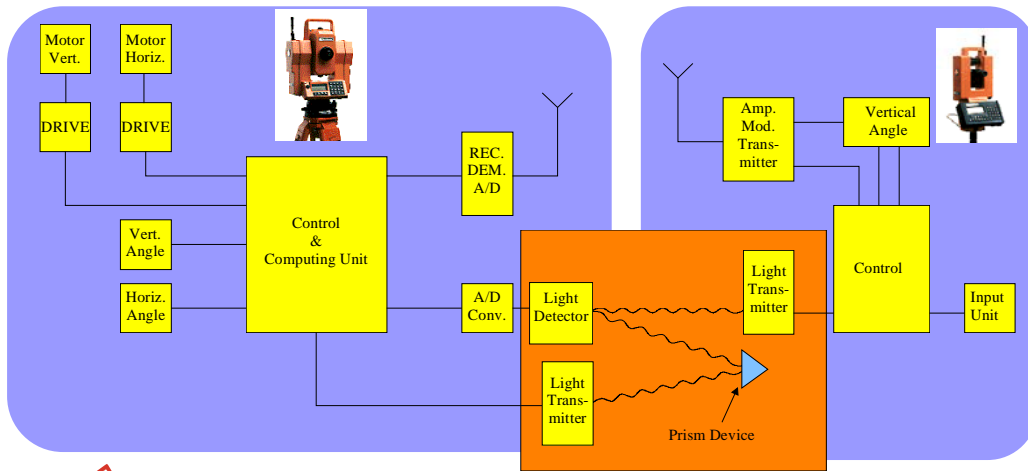 Motor
Vert.
Motor
Horiz.
DRIVE
DRIVE
REC.
DEM.
A/D
Control
&
Computing Unit
Vert.
Angle
Horiz.
Angle
A/D
Conv.
Light
Detector
Light
Trans-
mitter
Light
Trans-
mitter
Prism Device
Amp.
Mod.
Trans-
mitter
Vertical
Angle
Control
Input
Unit